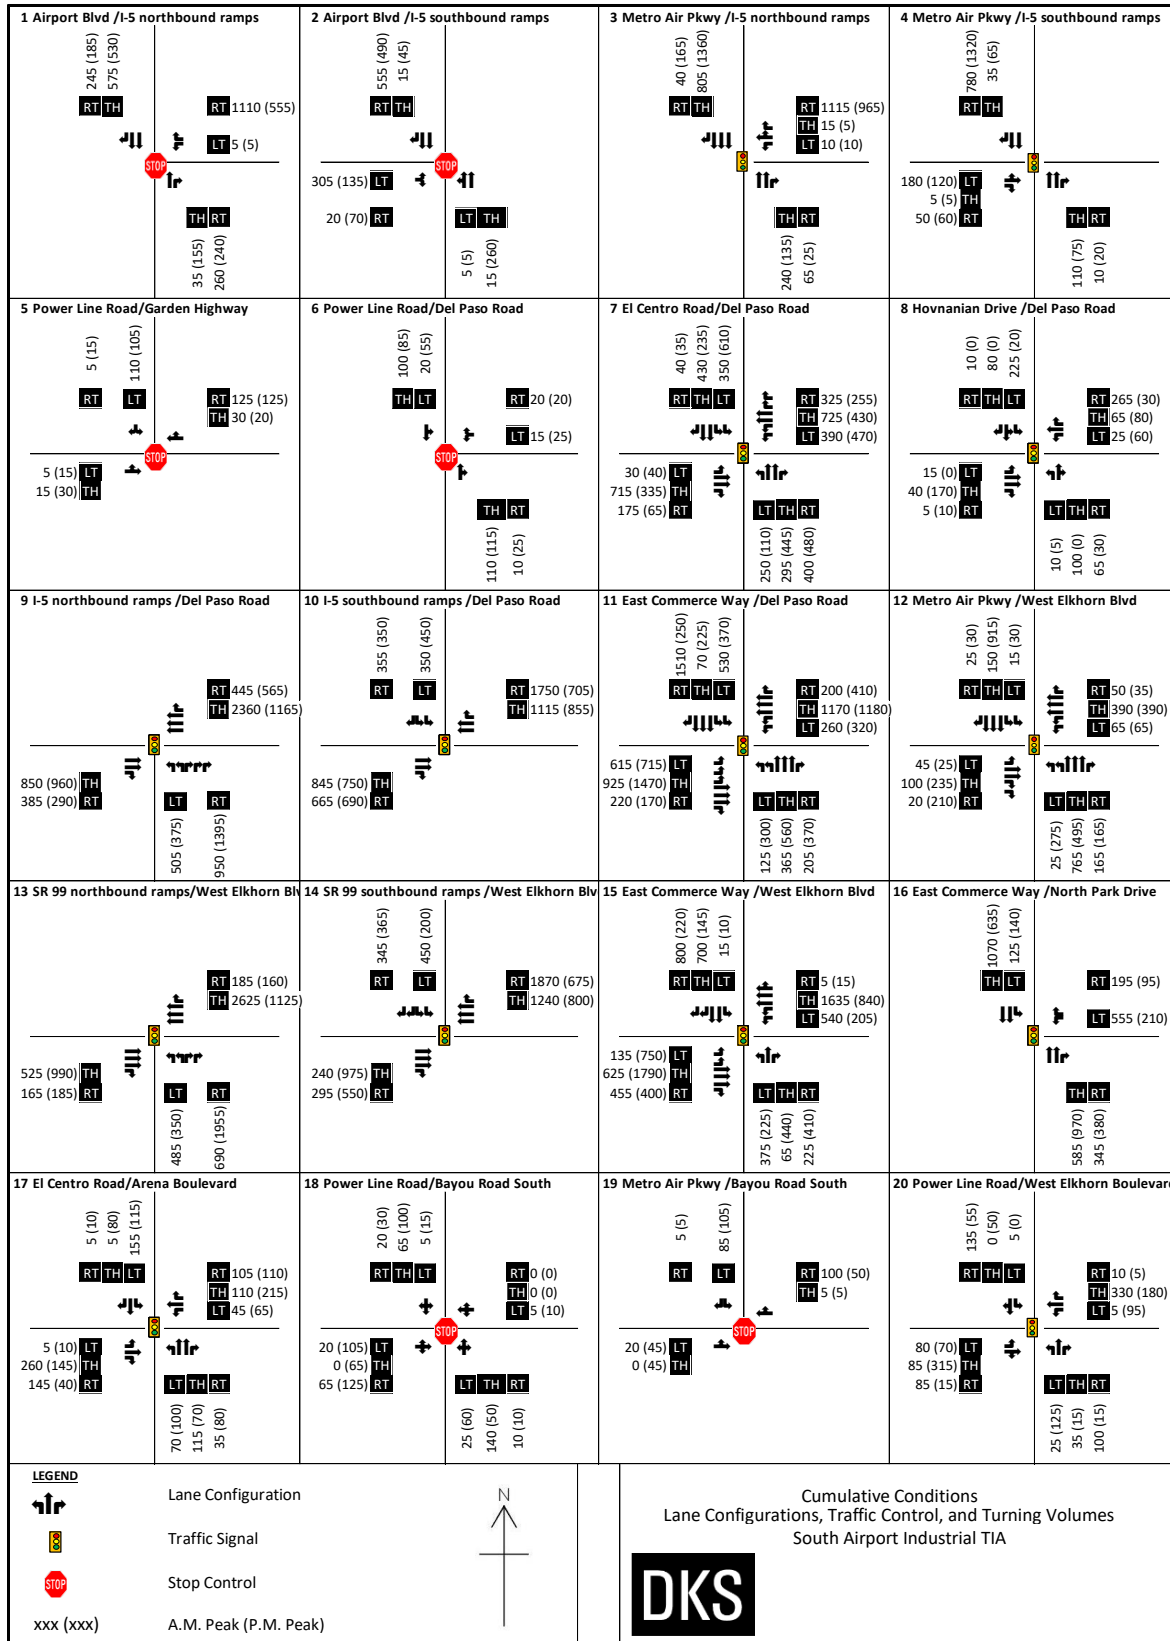 1 Airport Blvd /I-5 northbound ramps
245 (185)
575 (530)
RT TH
RT 1110 (555)
LT 5 (5)
STOP
TH RT
35 (155)
260 (240)
2 Airport Blvd /I-5 southbound ramps
555 (490)
15 (45)
RT TH
STOP
305 (135) LT
20 (70) RT
LT TH
5 (5)
15 (260)
3 Metro Air Pkwy /I-5 northbound ramps
40 (165)
805 (1360)
RT TH
RT 1115 (965)
TH 15 (5)
LT 10 (10)
TH RT
240 (135)
65 (25)
4 Metro Air Pkwy /I-5 southbound ramps
780 (1320)
35 (65)
RT TH
180 (120) LT
5 (5) TH
50 (60) RT
TH RT
110 (75)
10 (20)
5 Power Line Road/Garden Highway
5 (15)
110 (105)
RT LT
RT 125 (125)
TH 30 (20)
STOP
5 (15) LT
15 (30) TH
6 Power Line Road/Del Paso Road
100 (85)
20 (55)
TH LT
RT 20 (20)
LT 15 (25)
STOP
TH RT
110 (115)
10 (25)
7 El Centro Road/Del Paso Road
40 (35)
430 (235)
350 (610)
RT TH LT
RT 325 (255)
TH 725 (430)
LT 390 (470)
30 (40) LT
715 (335) TH
175 (65) RT
LT TH RT
250 (110)
295 (445)
400 (480)
8 Hovnanian Drive /Del Paso Road
10 (0)
80 (0)
225 (20)
RT TH LT
RT 265 (30)
TH 65 (80)
LT 25 (60)
15 (0) LT
40 (170) TH
5 (10) RT
LT TH RT
10 (5)
100 (0)
65 (30)
9 I-5 northbound ramps /Del Paso Road
RT 445 (565)
TH 2360 (1165)
850 (960) TH
385 (290) RT
LT RT
505 (375)
950 (1395)
10 I-5 southbound ramps /Del Paso Road
355 (350)
350 (450)
RT LT
RT 1750 (705)
TH 1115 (855)
845 (750) TH
665 (690) RT
11 East Commerce Way /Del Paso Road
1510 (250)
70 (225)
530 (370)
RT TH LT
RT 200 (410)
TH 1170 (1180)
LT 260 (320)
615 (715) LT
925 (1470) TH
220 (170) RT
LT TH RT
125 (300)
365 (560)
205 (370)
12 Metro Air Pkwy /West Elkhorn Blvd
25 (30)
150 (915)
15 (30)
RT TH LT
RT 50 (35)
TH 390 (390)
LT 65 (65)
45 (25) LT
100 (235) TH
20 (210) RT
LT TH RT
25 (275)
765 (495)
165 (165)
13 SR 99 northbound ramps/West Elkhorn Blv
RT 185 (160)
TH 2625 (1125)
525 (990) TH
165 (185) RT
LT RT
485 (350)
690 (1955)
14 SR 99 southbound ramps /West Elkhorn Blv
345 (365)
450 (200)
RT LT
RT 1870 (675)
TH 1240 (800)
240 (975) TH
295 (550) RT
15 East Commerce Way /West Elkhorn Blvd
800 (220)
700 (145)
15 (10)
RT TH LT
RT 5 (15)
TH 1635 (840)
LT 540 (205)
135 (750) LT
625 (1790) TH
455 (400) RT
LT TH RT
375 (225)
65 (440)
225 (410)
16 East Commerce Way /North Park Drive
1070 (635)
125 (140)
TH LT
RT 195 (95)
LT 555 (210)
TH RT
585 (970)
345 (380)
17 El Centro Road/Arena Boulevard
5 (10)
5 (80)
155 (115)
RT TH LT
RT 105 (110)
TH 110 (215)
LT 45 (65)
5 (10) LT
260 (145) TH
145 (40) RT
LT TH RT
70 (100)
115 (70)
35 (80)
18 Power Line Road/Bayou Road South
20 (30)
65 (100)
5 (15)
RT TH LT
RT 0 (0)
TH 0 (0)
LT 5 (10)
STOP
20 (105) LT
0 (65) TH
65 (125) RT
LT TH RT
25 (60)
140 (50)
10 (10)
19 Metro Air Pkwy /Bayou Road South
5 (5)
85 (105)
RT LT
RT 100 (50)
TH 5 (5)
STOP
20 (45) LT
0 (45) TH
20 Power Line Road/West Elkhorn Boulevard
135 (55)
0 (50)
5 (0)
RT TH LT
RT 10 (5)
TH 330 (180)
LT 5 (95)
80 (70) LT
85 (315) TH
85 (15) RT
LT TH RT
25 (125)
35 (15)
100 (15)
LEGEND
Lane Configuration
Traffic Signal
STOP
Stop Control
xxx (xxx)
A.M. Peak (P.M. Peak)
N
Cumulative Conditions
Lane Configurations, Traffic Control, and Turning Volumes
South Airport Industrial TIA
DKS